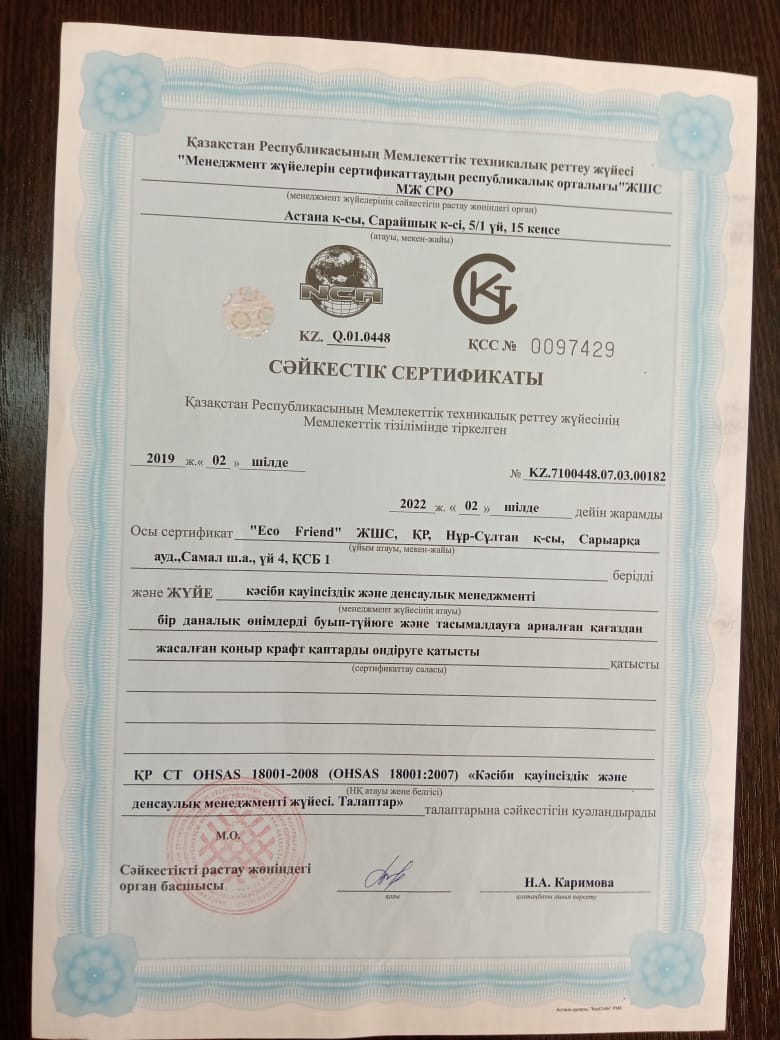 Қазақстан Республикасының Мемлекеттік техникалық реттеу жүйесі
"Менеджмент жүйелерін сертификаттаудың республикалық орталығы"ЖШС
МЖ СРО
(менеджмент жүйелерінің сәйкестігін растау жөніндегі орган)
Астана қ-сы, Сарайшық к-сі, 5/1 үй, 15 кеңсе
(атауы, мекен-жайы)
NCA
KZ. Q.01.0448
ҚСС № 0097429
СӘЙКЕСТІК СЕРТИФИКАТЫ
Қазақстан Республикасының Мемлекеттік техникалық реттеу жүйесінің
Мемлекеттік тізілімінде тіркелген
2019 ж.« 02 » шілде
№ KZ.7100448.07.03.00182
2022 ж. « 02 » шілде дейін жарамды
Осы сертификат "Eco Friend" ЖШС, ҚР, Нұр-Сұлтан қ-сы, Сарыарқа
(ұйым атауы, мекен-жайы)
ауд.,Самал ш.а., үй 4, ҚСБ 1 берілді
және ЖҮЙЕ кәсіби қауіпсіздік және денсаулық менеджменті
(менеджмент жүйесінің атауы)
бір даналық өнімдерді буып-түюге және тасымалдауға арналған қағаздан
жасалған қоңыр крафт қаптарды өндіруге қатысты қатысты
(сертификаттау саласы)
ҚР СТ OHSAS 18001-2008 (OHSAS 18001:2007) «Кәсіби қауіпсіздік және
(НҚ атауы және белгісі)
денсаулық менеджменті жүйесі. Талаптар» талаптарына сәйкестігін куәландырады
М.О.
Сәйкестікті растау жөніндегі
орган басшысы
Н.А. Каримова
қолы
қолтаңбаны ашып көрсету